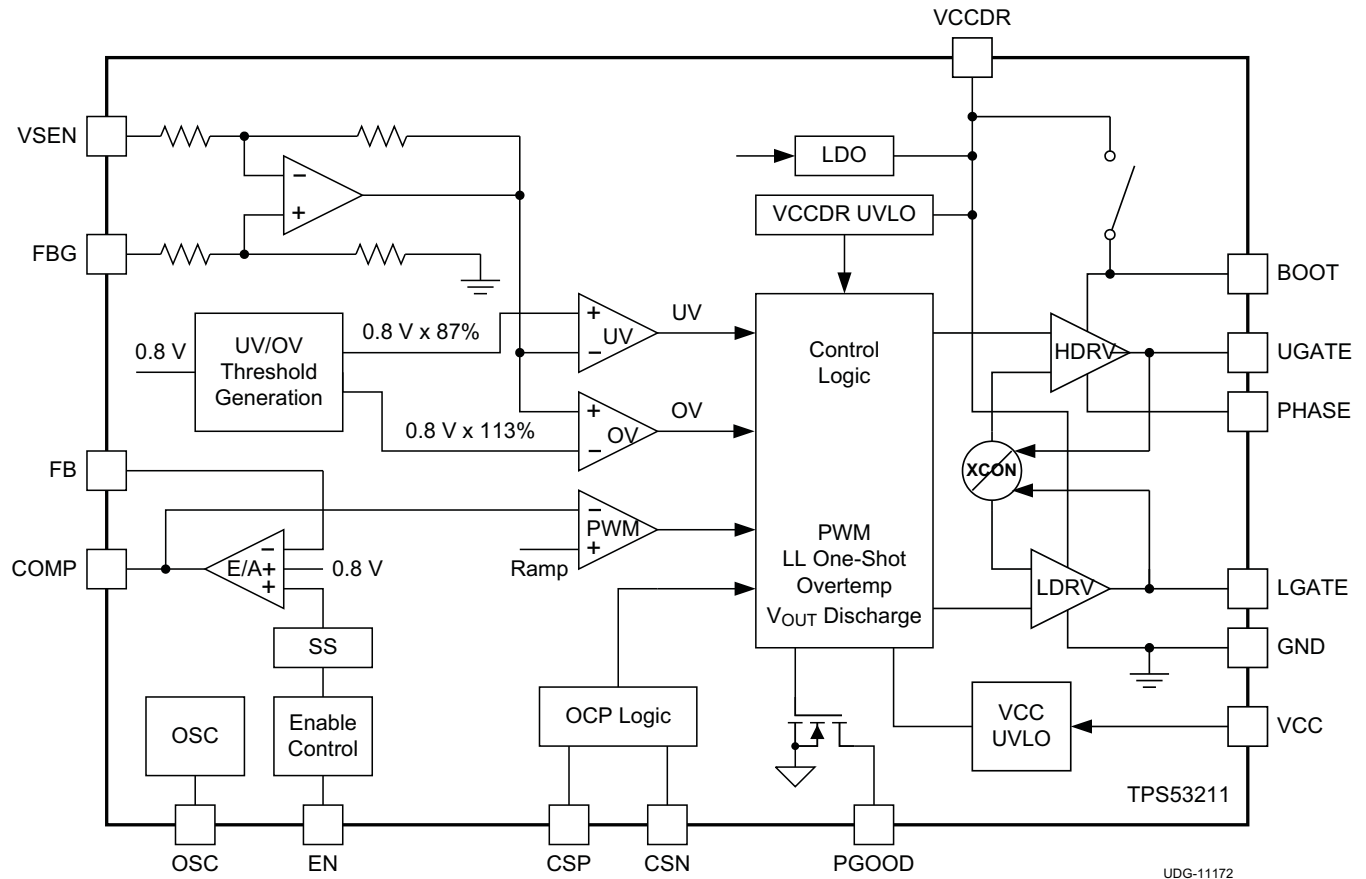 VCCDR
VSEN
−
+
LDO
VCCDR UVLO
FBG
BOOT
0.8 V
UV/OV
Threshold
Generation
0.8 V x 87%
+
UV
−
UV
Control
Logic
HDRV
UGATE
PHASE
0.8 V x 113%
+
OV
−
OV
FB
XCON
−
PWM
+
Ramp
COMP
−
E/A+
+
0.8 V
PWM
LL One-Shot
Overtemp
VOUT Discharge
LDRV
LGATE
GND
SS
OSC
Enable
Control
OCP Logic
VCC
UVLO
VCC
TPS53211
OSC
EN
CSP
CSN
PGOOD
UDG-11172